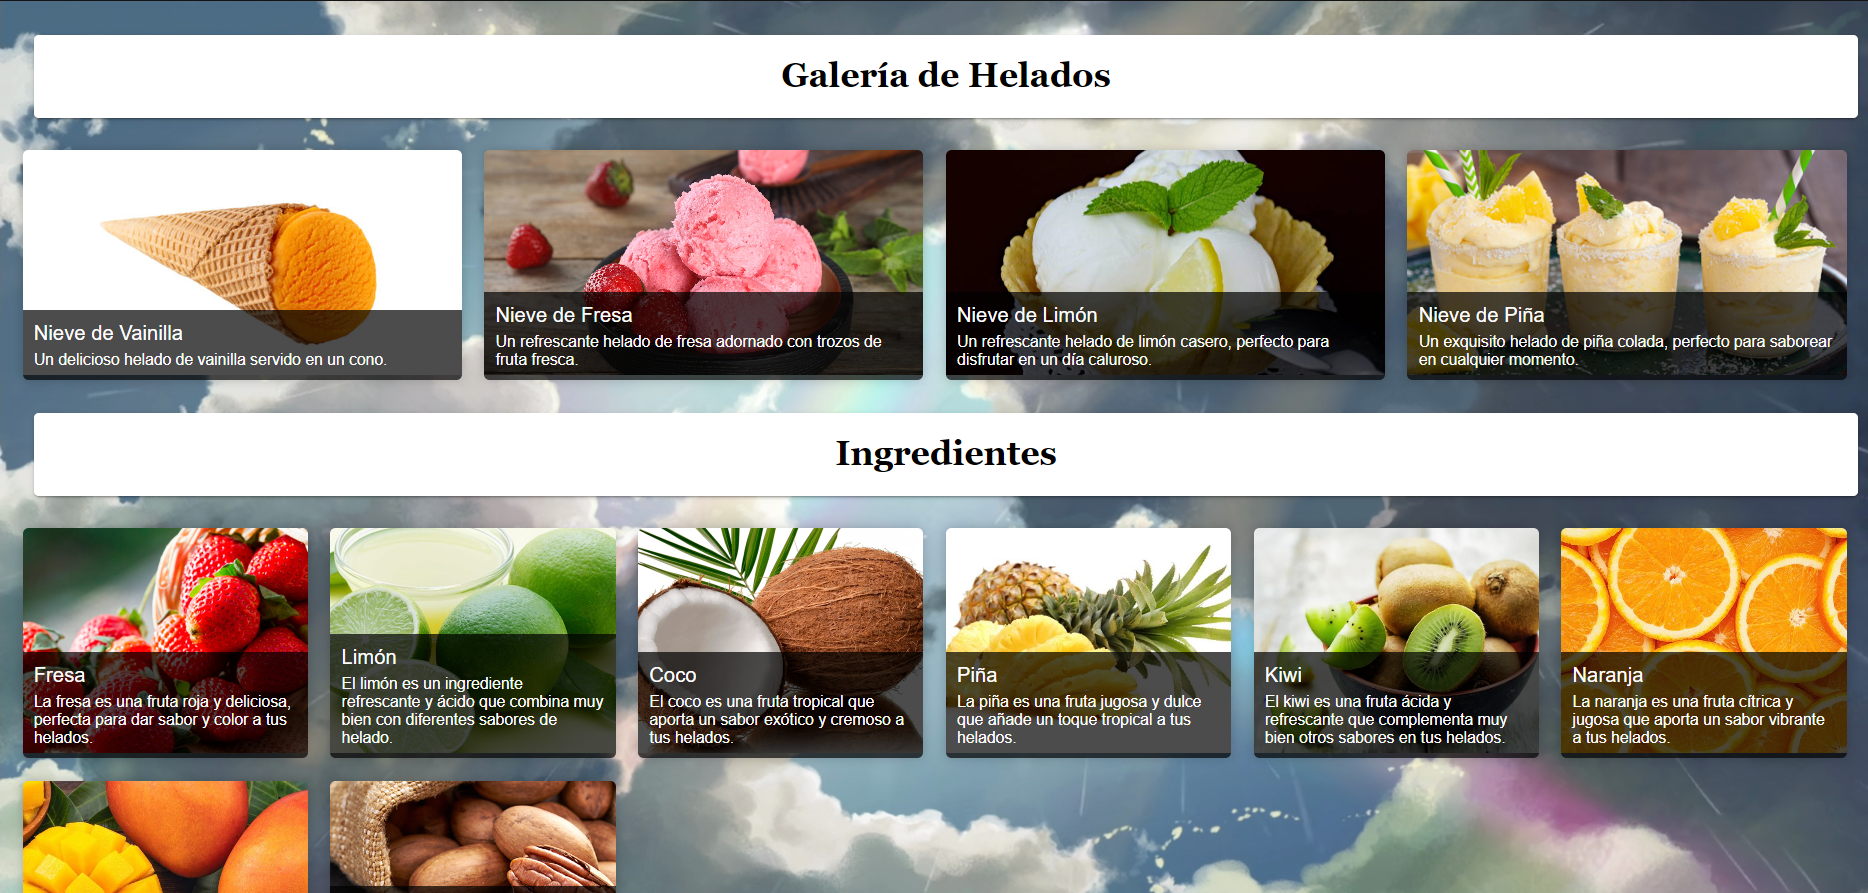 Galería de Helados
Nieve de Vainilla
Un delicioso helado de vainilla servido en un cono.
Nieve de Fresa
Un refrescante helado de fresa adornado con trozos de
fruta fresca.
Nieve de Limón
Un refrescante helado de limón casero, perfecto para
disfrutar en un día caluroso.
Nieve de Piña
Un exquisito helado de piña colada, perfecto para saborear
en cualquier momento.
Ingredientes
Fresa
La fresa es una fruta roja y deliciosa,
perfecta para dar sabor y color a tus
helados.
Limón
El limón es un ingrediente
refrescante y ácido que combina muy
bien con diferentes sabores de
helado.
Coco
El coco es una fruta tropical que
aporta un sabor exótico y cremoso a
tus helados.
Piña
La piña es una fruta jugosa y dulce
que añade un toque tropical a tus
helados.
Kiwi
El kiwi es una fruta ácida y
refrescante que complementa muy
bien otros sabores en tus helados.
Naranja
La naranja es una fruta cítrica y
jugosa que aporta un sabor vibrante
a tus helados.